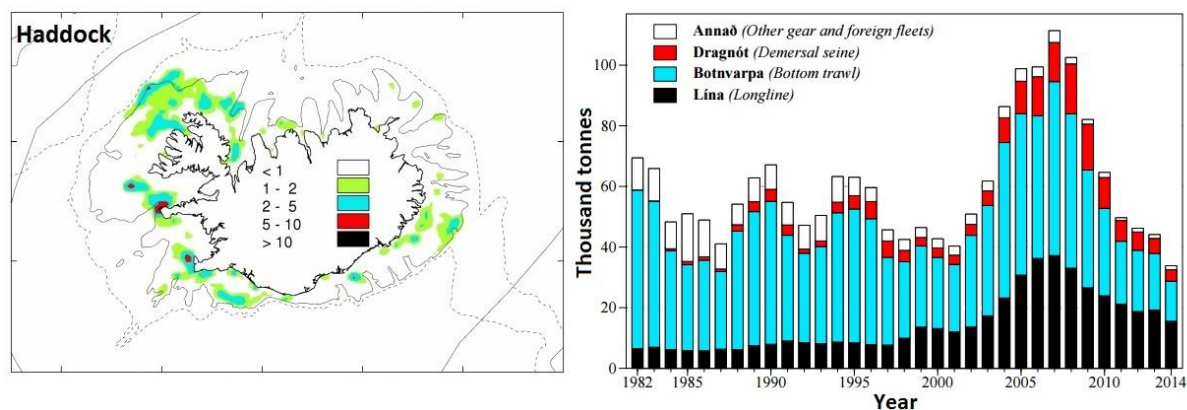 Haddock
< 1
1 - 2
2 - 5
5 - 10
> 10
Annað (Other gear and foreign fleets)
Dragnót (Demersal seine)
Botnvarpa (Bottom trawl)
Lína (Longline)
Thousand tonnes
100
80
60
40
20
0
1982 1985 1990 1995 2000 2005 2010 2014
Year